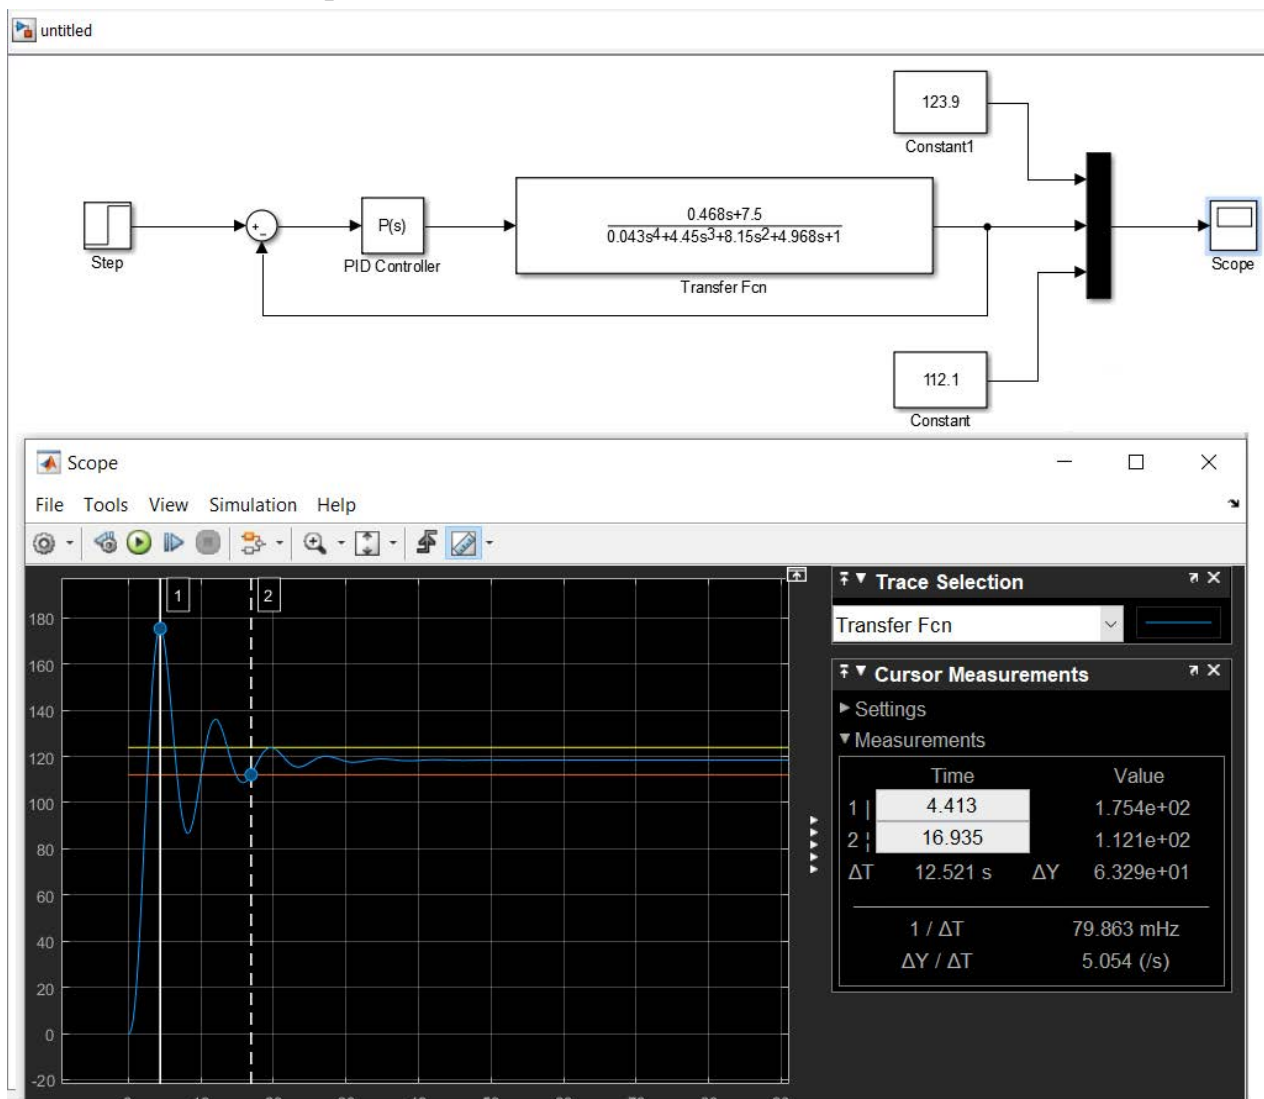 untitled
123.9
Constant1
Step
+
-
P(s)
PID Controller
0.468s+7.5
0.043s4+4.45s3+8.15s2+4.968s+1
Transfer Fcn
Scope
112.1
Constant
Scope
File Tools View Simulation Help
1
2
180
160
140
120
100
80
60
40
20
0
-20
Trace Selection
Transfer Fcn
Cursor Measurements
Settings
Measurements
Time Value
1 | 4.413 1.754e+02
2 ¦ 16.935 1.121e+02
ΔT 12.521 s ΔY 6.329e+01
1 / ΔT 79.863 mHz
ΔY / ΔT 5.054 (/s)